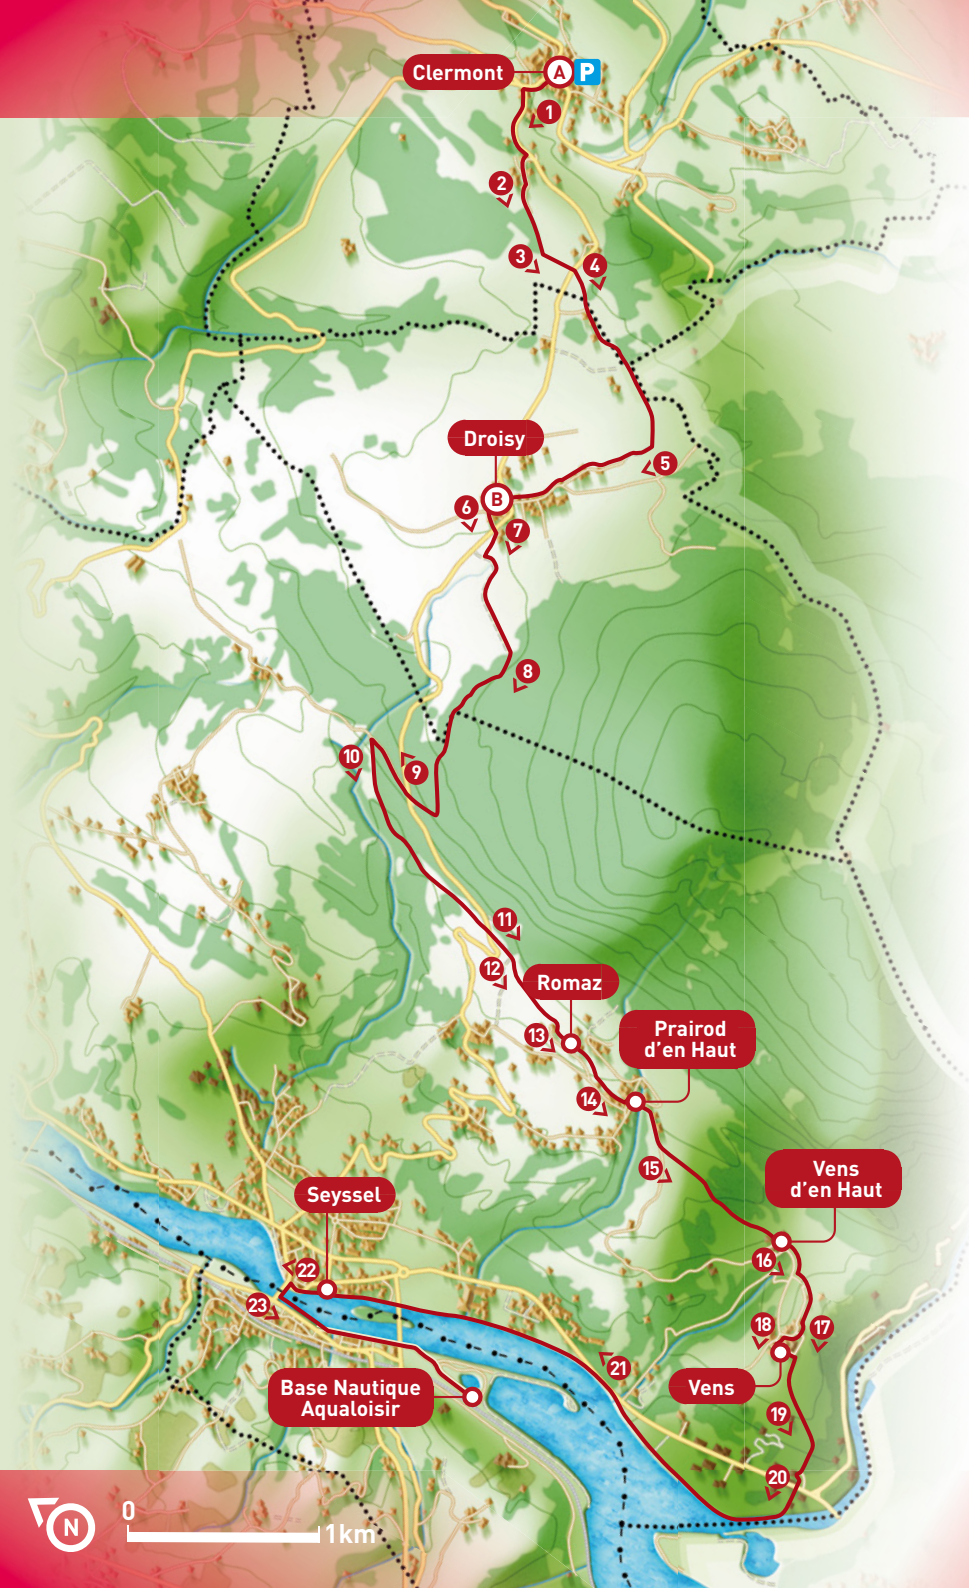 Clermont
A
P
1
2
3
4
Droisy
5
B
6
7
8
10
9
11
12
Romaz
13
Prairod
d'en Haut
14
15
Vens
d'en Haut
Seyssel
16
22
23
18
17
21
Base Nautique
Aqualoisir
Vens
19
20
N
0
1km